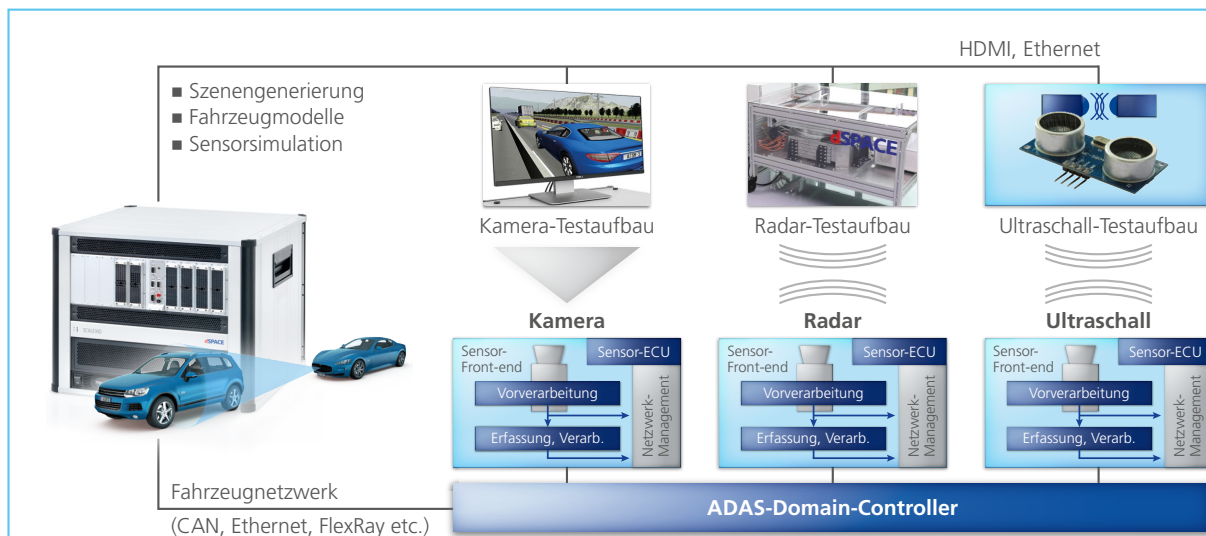 HDMI, Ethernet
■ Szenengenerierung
■ Fahrzeugmodelle
■ Sensorsimulation
dSPACE
Kamera-Testaufbau
Radar-Testaufbau
Ultraschall-Testaufbau
Kamera
Radar
Ultraschall
SCALEXIO
dSPACE
Sensor-
Front-end
Sensor-ECU
Vorverarbeitung
Erfassung, Verarb.
Netzwerk-
Management
Sensor-
Front-end
Sensor-ECU
Vorverarbeitung
Erfassung, Verarb.
Netzwerk-
Management
Sensor-
Front-end
Sensor-ECU
Vorverarbeitung
Erfassung, Verarb.
Netzwerk-
Management
Fahrzeugnetzwerk
(CAN, Ethernet, FlexRay etc.)
ADAS-Domain-Controller